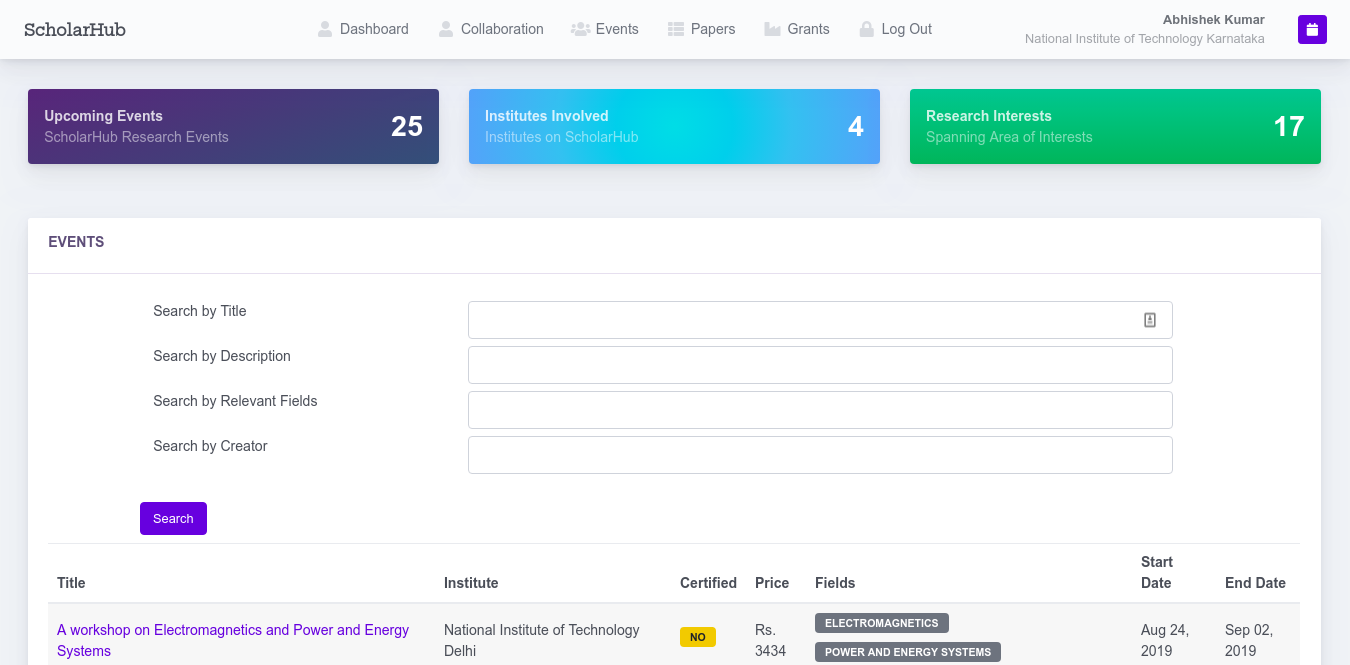 ScholarHub
Dashboard
Collaboration
Events
Papers
Grants
Log Out
Abhishek Kumar
National Institute of Technology Karnataka
Upcoming Events
ScholarHub Research Events
25
Institutes Involved
Institutes on ScholarHub
4
Research Interests
Spanning Area of Interests
17
EVENTS
Search by Title
Search by Description
Search by Relevant Fields
Search by Creator
Search
Title
Institute
Certified
Price
Fields
Start
Date
End Date
A workshop on Electromagnetics and Power and Energy
Systems
National Institute of Technology
Delhi
NO
Rs.
3434
ELECTROMAGNETICS
POWER AND ENERGY SYSTEMS
Aug 24,
2019
Sep 02,
2019